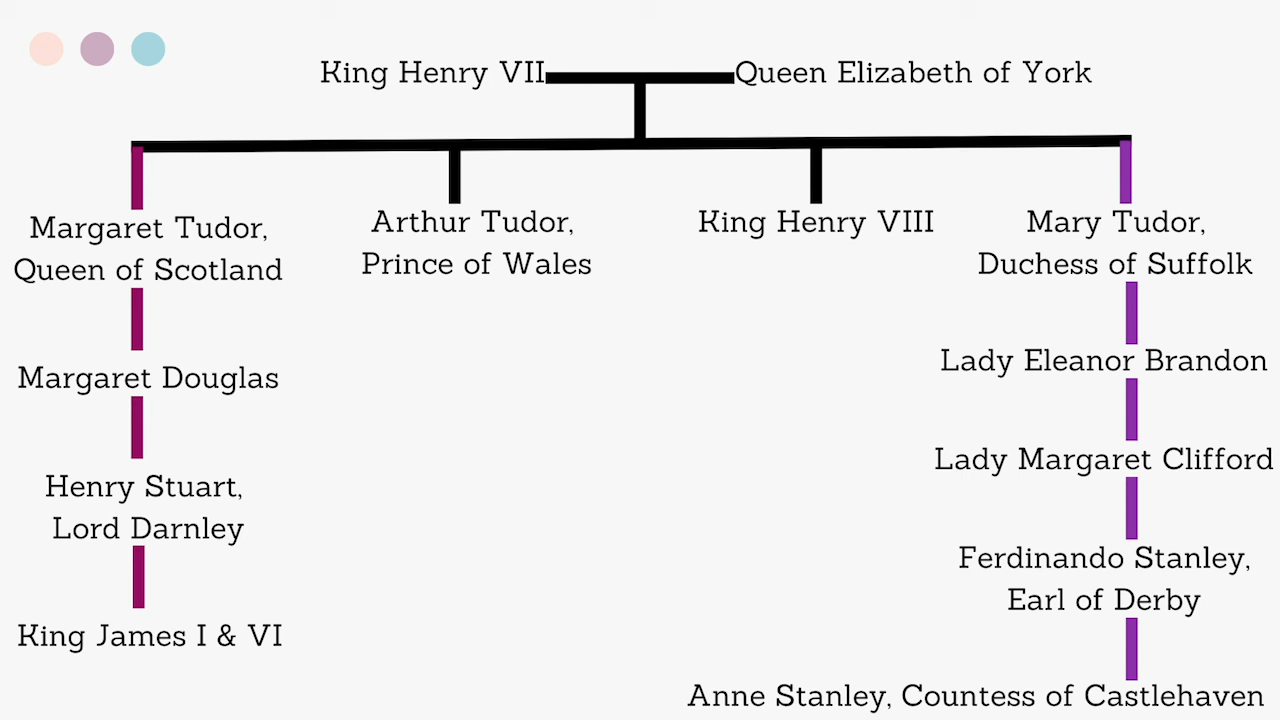 King Henry VII
Queen Elizabeth of York
Margaret Tudor,
Queen of Scotland
Arthur Tudor,
Prince of Wales
King Henry VIII
Mary Tudor,
Duchess of Suffolk
Margaret Douglas
Lady Eleanor Brandon
Lady Margaret Clifford
Henry Stuart,
Lord Darnley
Ferdinando Stanley,
Earl of Derby
King James I & VI
Anne Stanley, Countess of Castlehaven